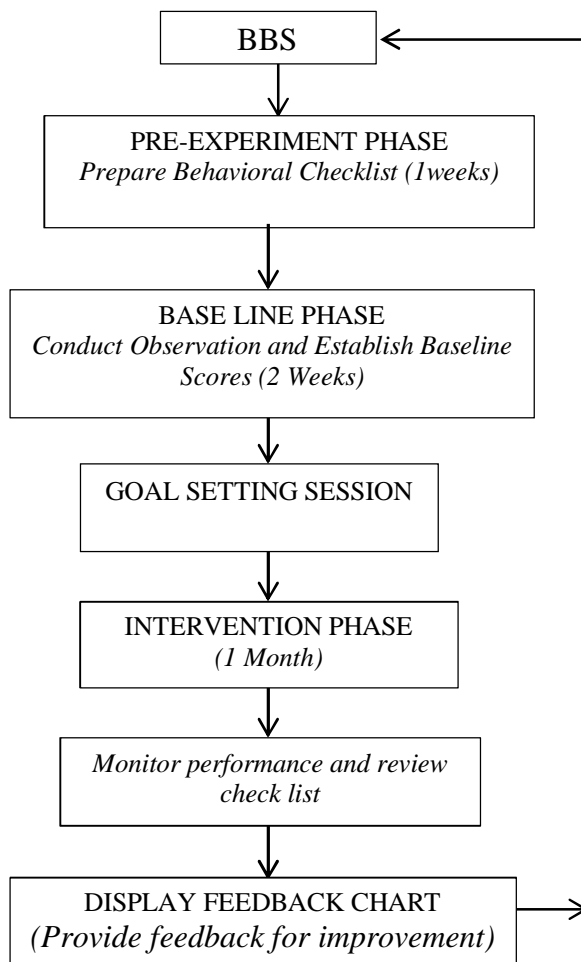 BBS
PRE-EXPERIMENT PHASE
Prepare Behavioral Checklist (1weeks)
BASE LINE PHASE
Conduct Observation and Establish Baseline
Scores (2 Weeks)
GOAL SETTING SESSION
INTERVENTION PHASE
(1 Month)
Monitor performance and review
check list
DISPLAY FEEDBACK CHART
(Provide feedback for improvement)